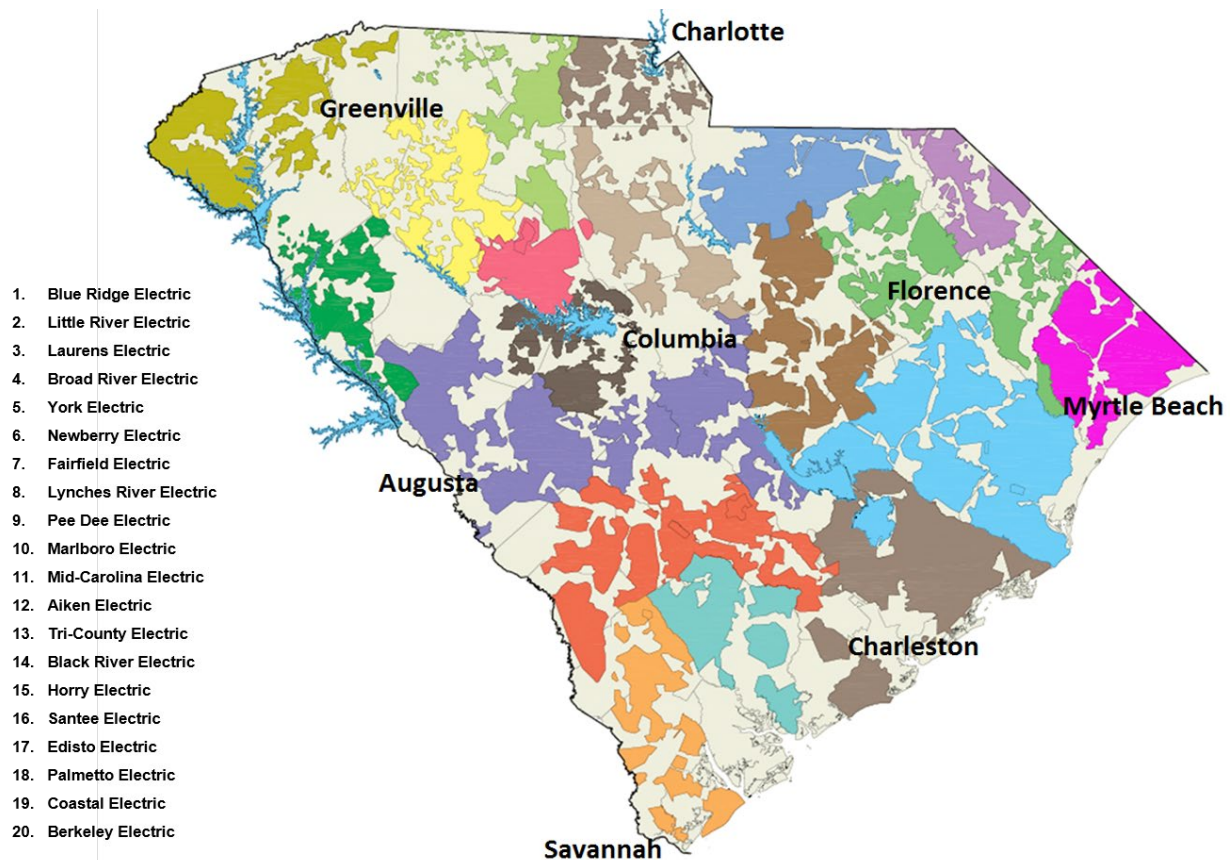 Charlotte
Greenville
Florence
Columbia
Myrtle Beach
Augusta
Charleston
Savannah
1. Blue Ridge Electric
2. Little River Electric
3. Laurens Electric
4. Broad River Electric
5. York Electric
6. Newberry Electric
7. Fairfield Electric
8. Lynches River Electric
9. Pee Dee Electric
10. Marlboro Electric
11. Mid-Carolina Electric
12. Aiken Electric
13. Tri-County Electric
14. Black River Electric
15. Horry Electric
16. Santee Electric
17. Edisto Electric
18. Palmetto Electric
19. Coastal Electric
20. Berkeley Electric